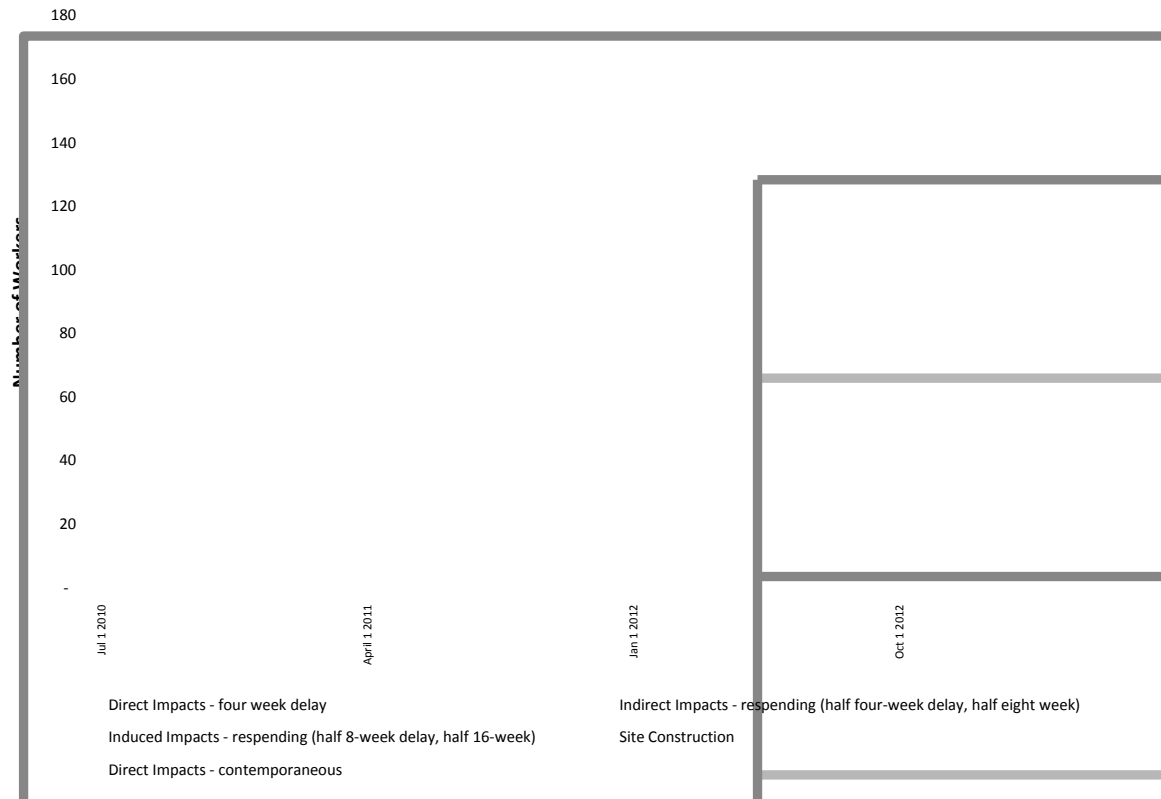 180
160
140
120
100
80
60
40
20
-
Number of Workers
Jul 1 2010
April 1 2011
Jan 1 2012
Oct 1 2012
Direct Impacts - four week delay
Indirect Impacts - respending (half four-week delay, half eight week)
Induced Impacts - respending (half 8-week delay, half 16-week)
Site Construction
Direct Impacts - contemporaneous